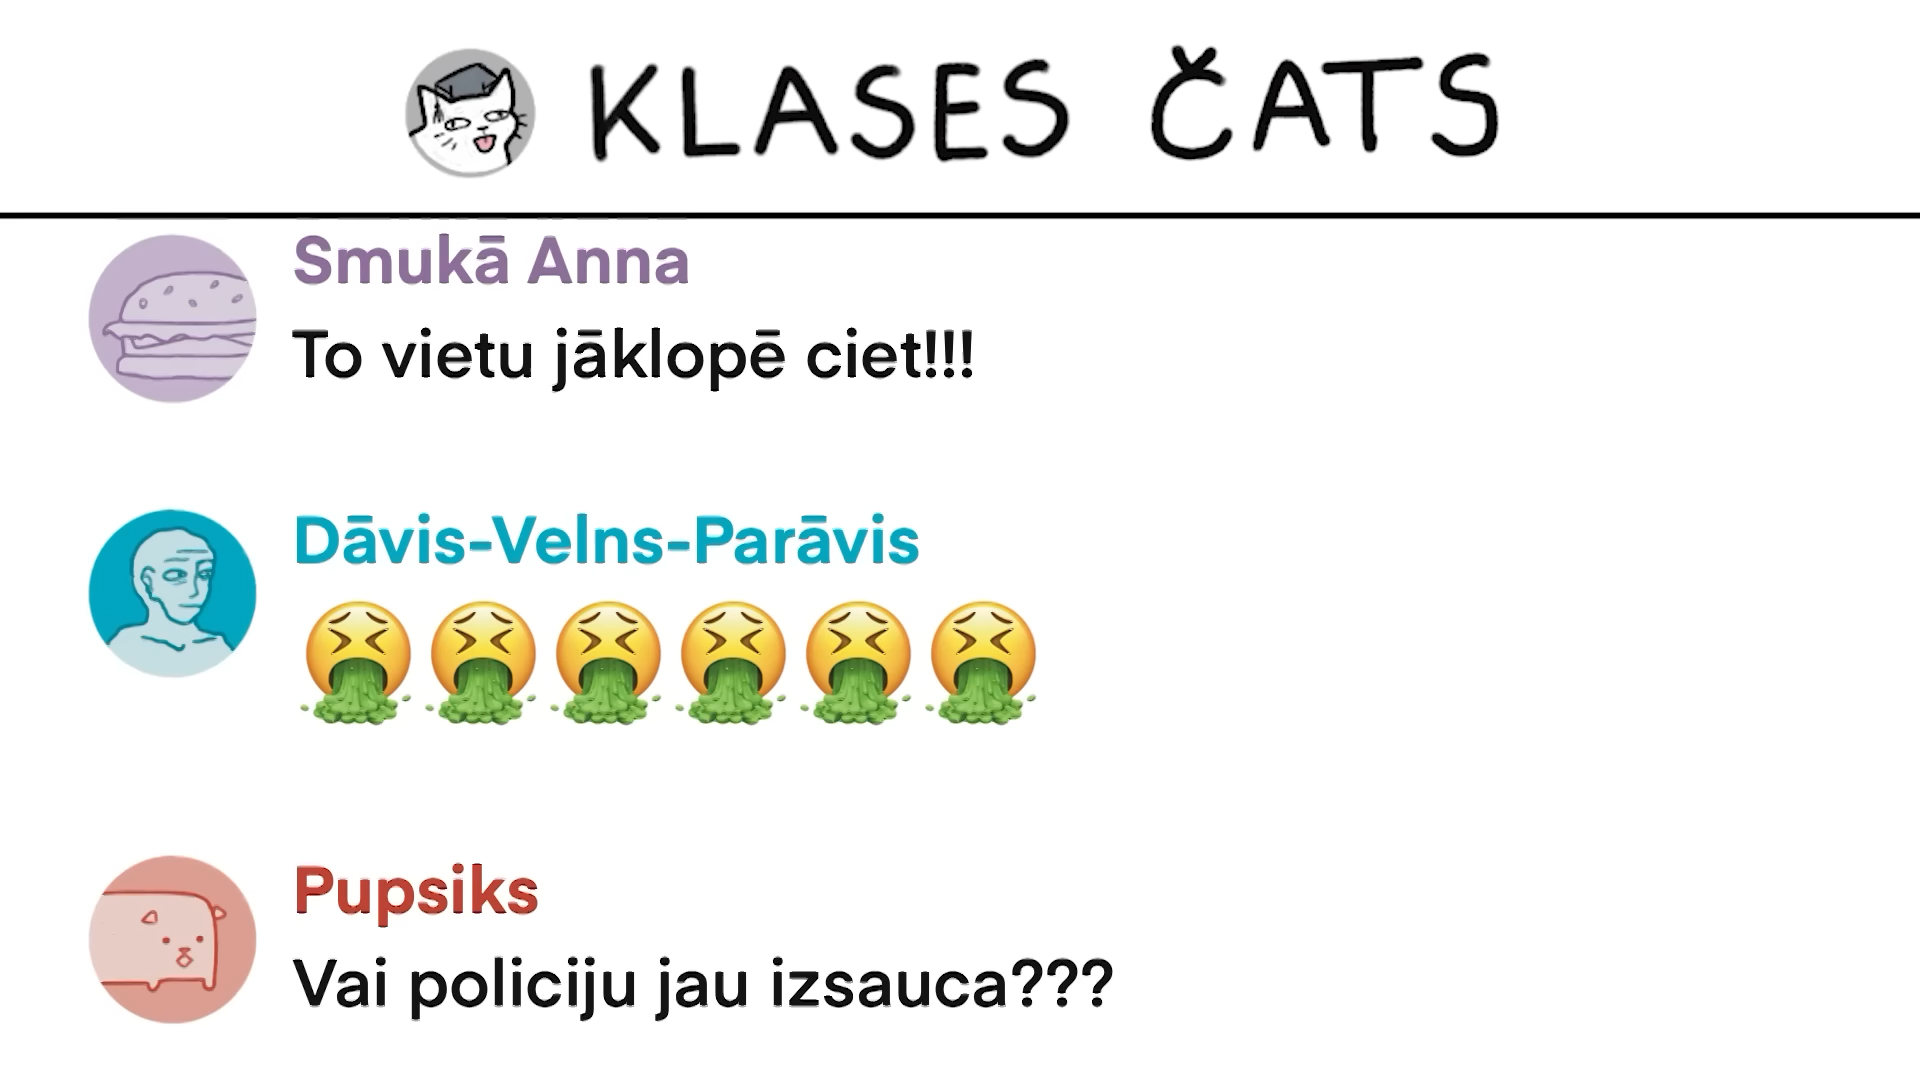 KLASES ČATS
Smukā Anna
To vietu jāklopē ciet!!!
Dāvis-Velns-Parāvis
🤮🤮🤮🤮🤮🤮
Pupsiks
Vai policiju jau izsauca???